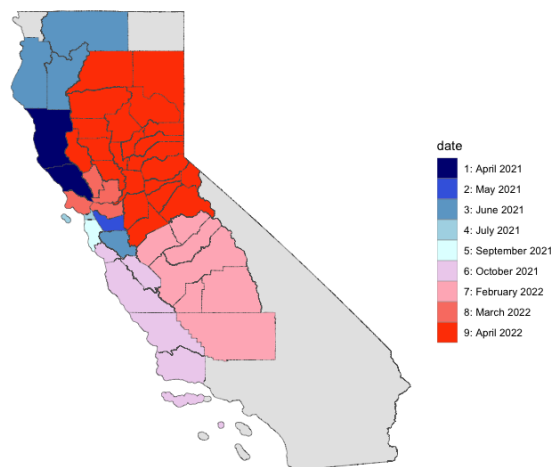 date
1: April 2021
2: May 2021
3: June 2021
4: July 2021
5: September 2021
6: October 2021
7: February 2022
8: March 2022
9: April 2022